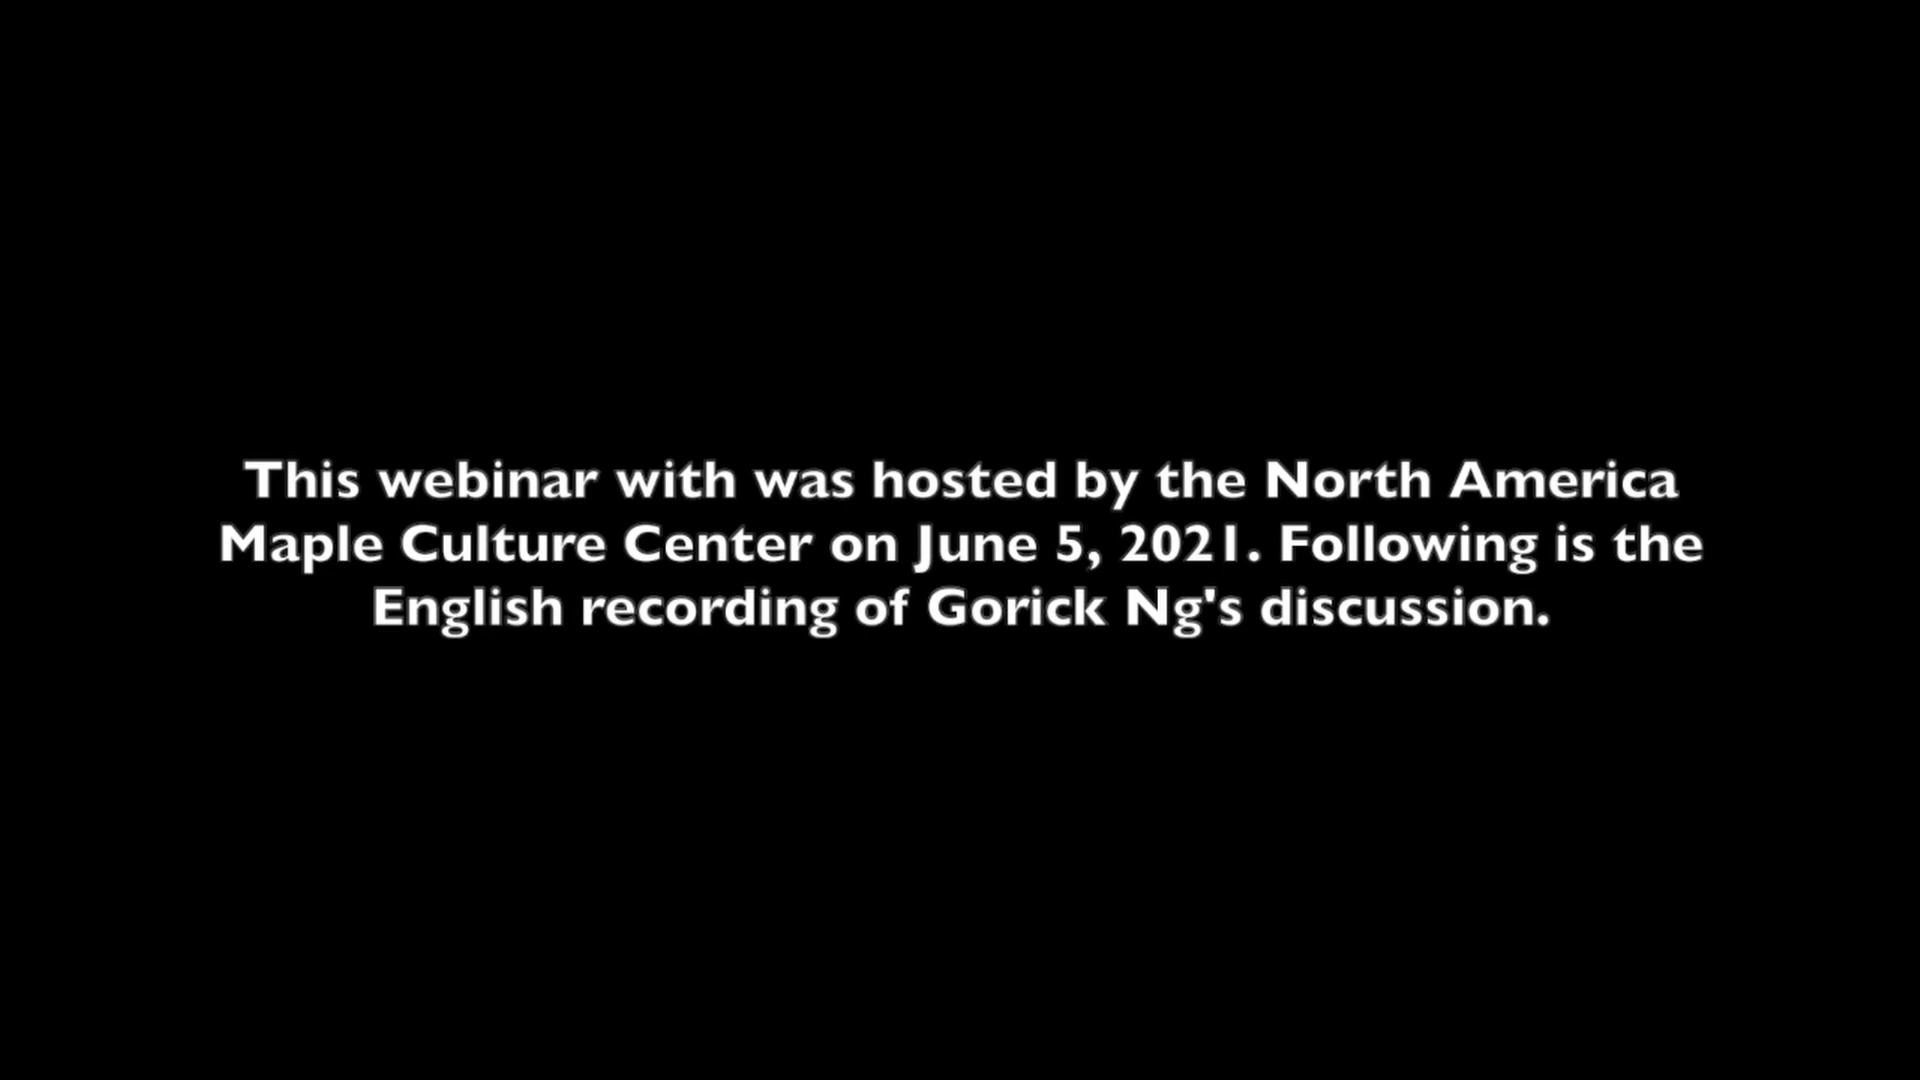 This webinar with was hosted by the North America
Maple Culture Center on June 5, 2021. Following is the
English recording of Gorick Ng's discussion.